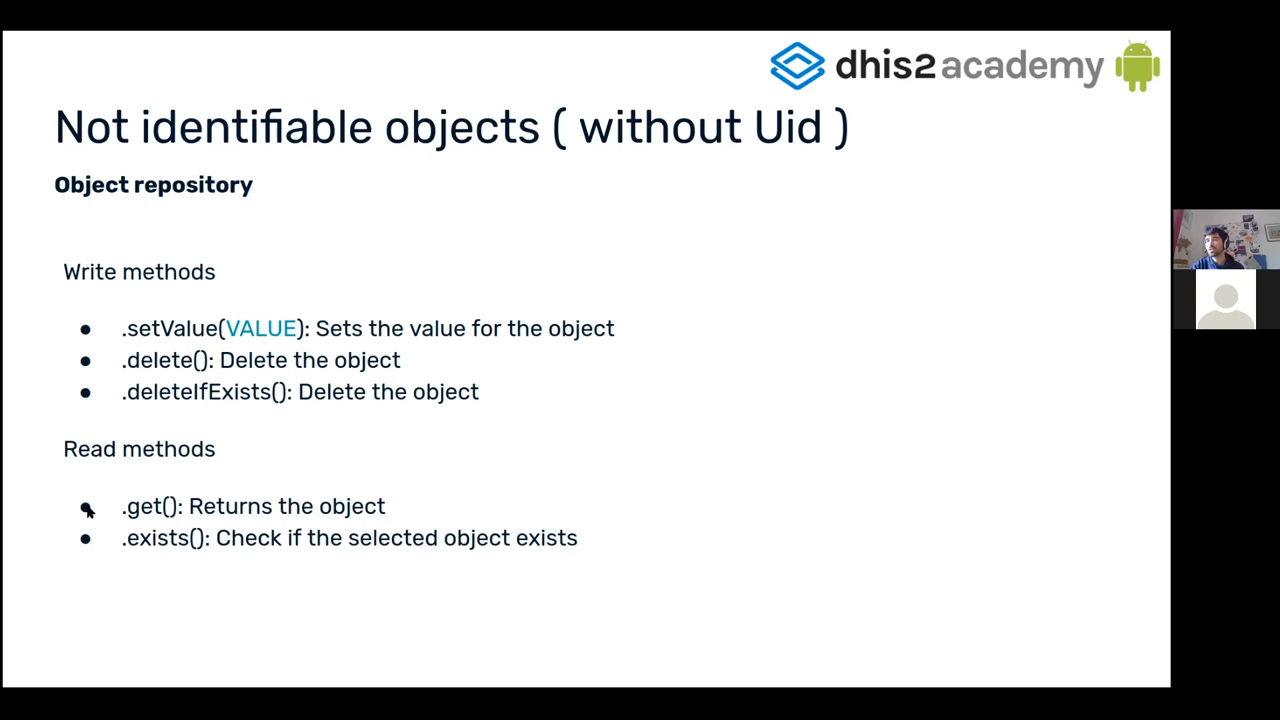 dhis2 academy
Not identifiable objects ( without Uid )
Object repository
Write methods
● .setValue(VALUE): Sets the value for the object
● .delete(): Delete the object
● .deleteIfExists(): Delete the object
Read methods
● .get(): Returns the object
● .exists(): Check if the selected object exists